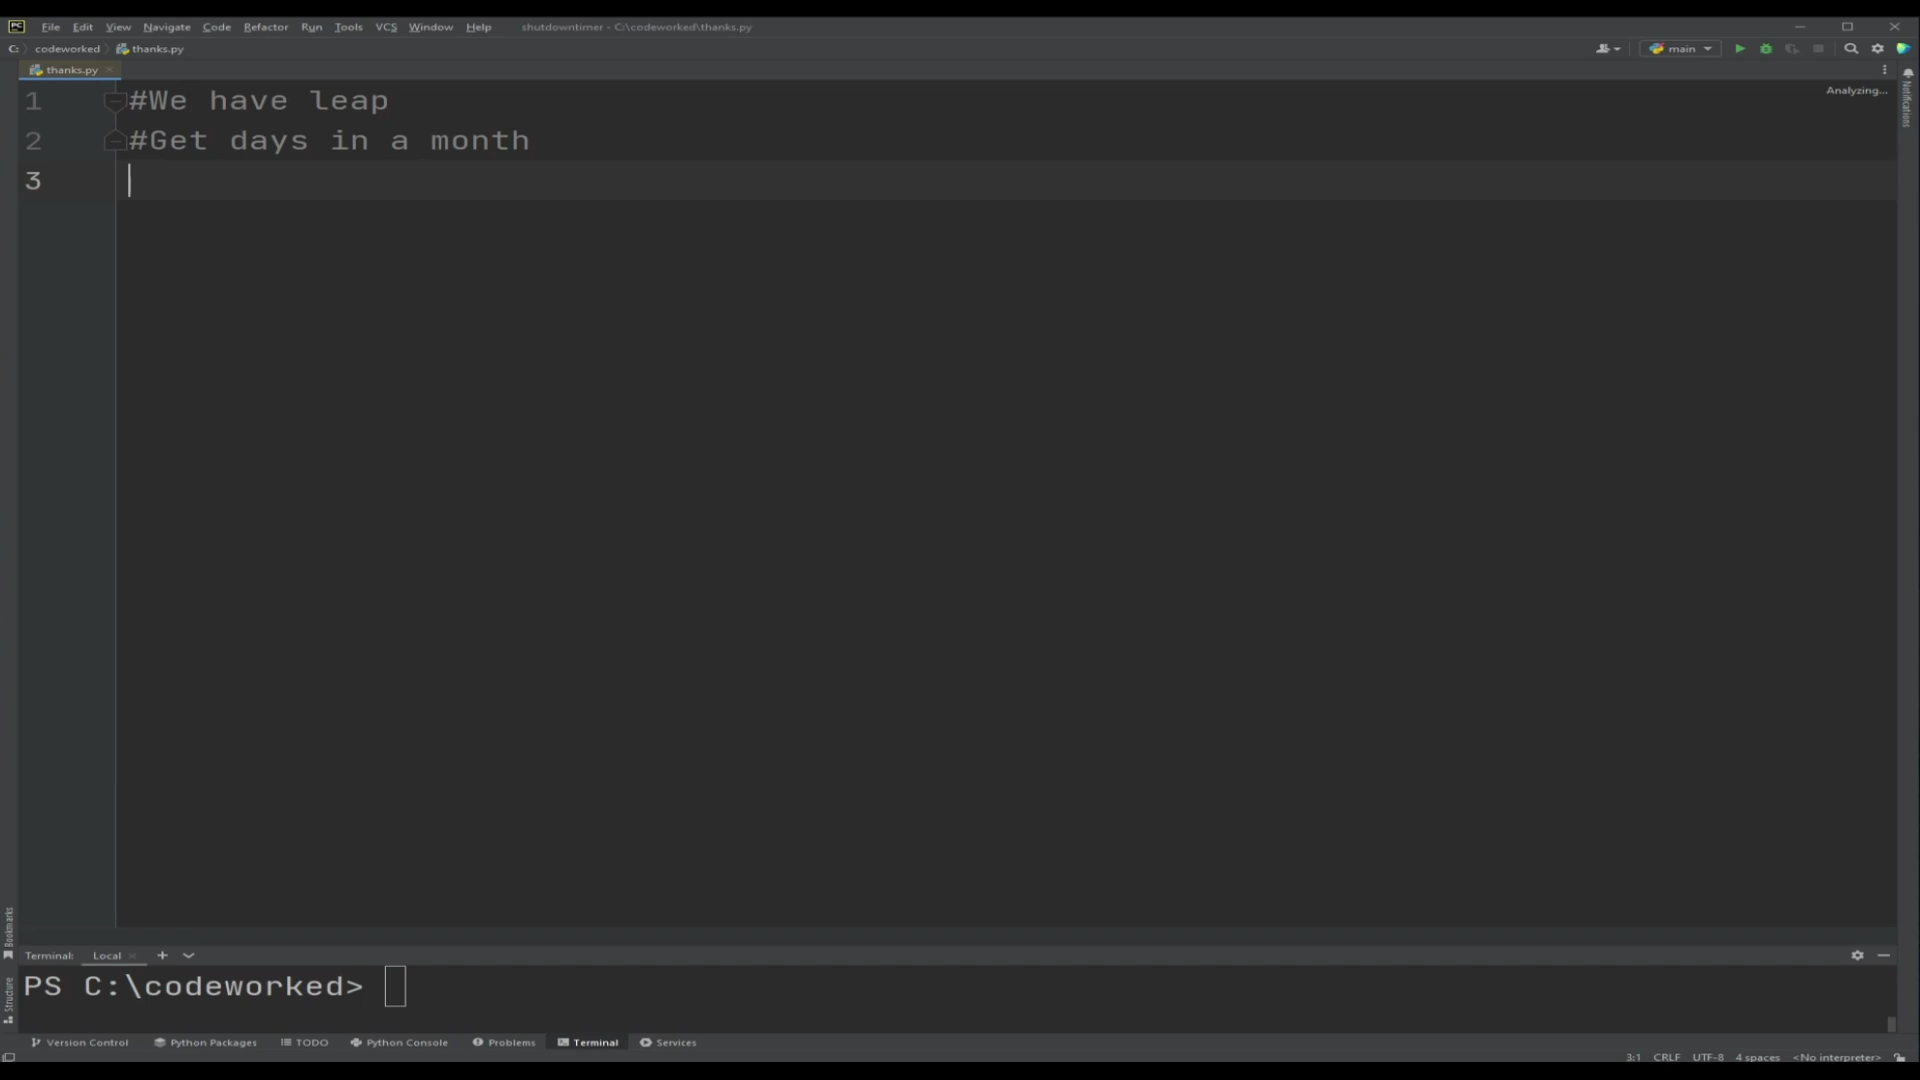 PC File Edit View Navigate Code Refactor Run Tools VCS Window Help shutdowntimer - C:\codeworked\thanks.py
C: codeworked thanks.py main
thanks.py
1 #We have leap
2 #Get days in a month
3
Analyzing...
Notifications
Bookmarks
Structure
Terminal: Local
PS C:\codeworked>
Version Control Python Packages TODO Python Console Problems Terminal Services
3:1 CRLF UTF-8 4 spaces <No interpreter>